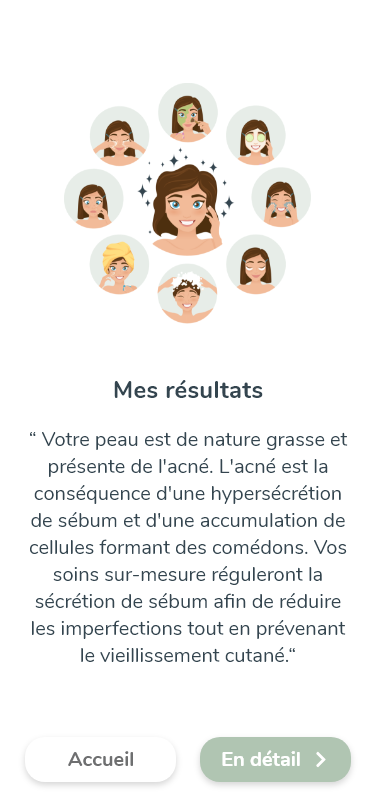 Mes résultats
“ Votre peau est de nature grasse et
présente de l'acné. L'acné est la
conséquence d'une hypersécrétion
de sébum et d'une accumulation de
cellules formant des comédons. Vos
soins sur-mesure réguleront la
sécrétion de sébum afin de réduire
les imperfections tout en prévenant
le vieillissement cutané.“
Accueil
En détail